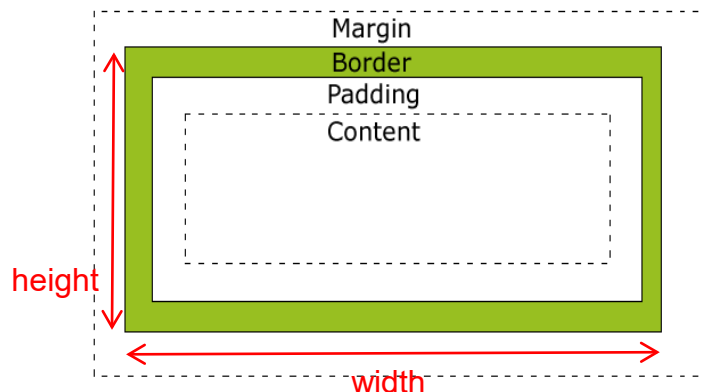 Margin
Border
Padding
Content
height
width